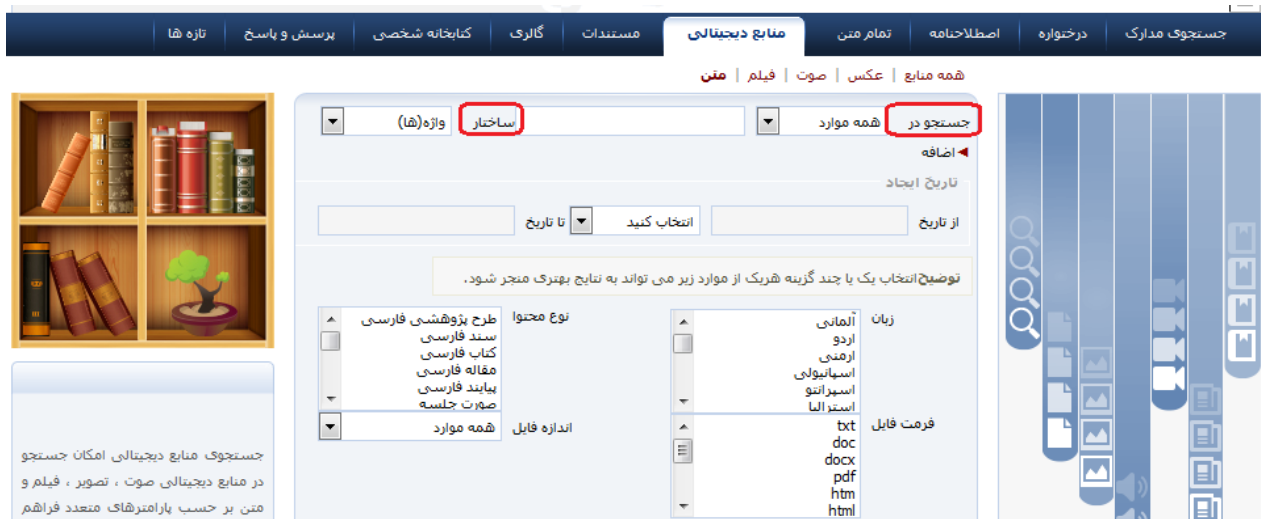 جستجوی مدارک درختواره اصطلاحنامه تمام متن منابع دیجیتالی مستندات گالری کتابخانه شخصی پرسش و پاسخ تازه ها
همه منابع | عکس | صوت | فیلم | متن
جستجو در همه موارد ساختار واژه(ها)
اضافه
تاریخ ایجاد
از تاریخ انتخاب کنید تا تاریخ
توضیح:انتخاب یک یا چند گزینه هریک از موارد زیر می تواند به نتایج بهتری منجر شود.
زبان
آلمانی
اردو
ارمنی
اسپانیولی
اسپرانتو
استرالیا
نوع محتوا
طرح پژوهشی فارسی
سند فارسی
کتاب فارسی
مقاله فارسی
پیایند فارسی
صورت جلسه
فرمت فایل
txt
doc
docx
pdf
htm
html
اندازه فایل همه موارد
جستجوی منابع دیجیتالی امکان جستجو
در منابع دیجیتالی صوت ، تصویر ، فیلم و
متن بر حسب پارامترهای متعدد فراهم